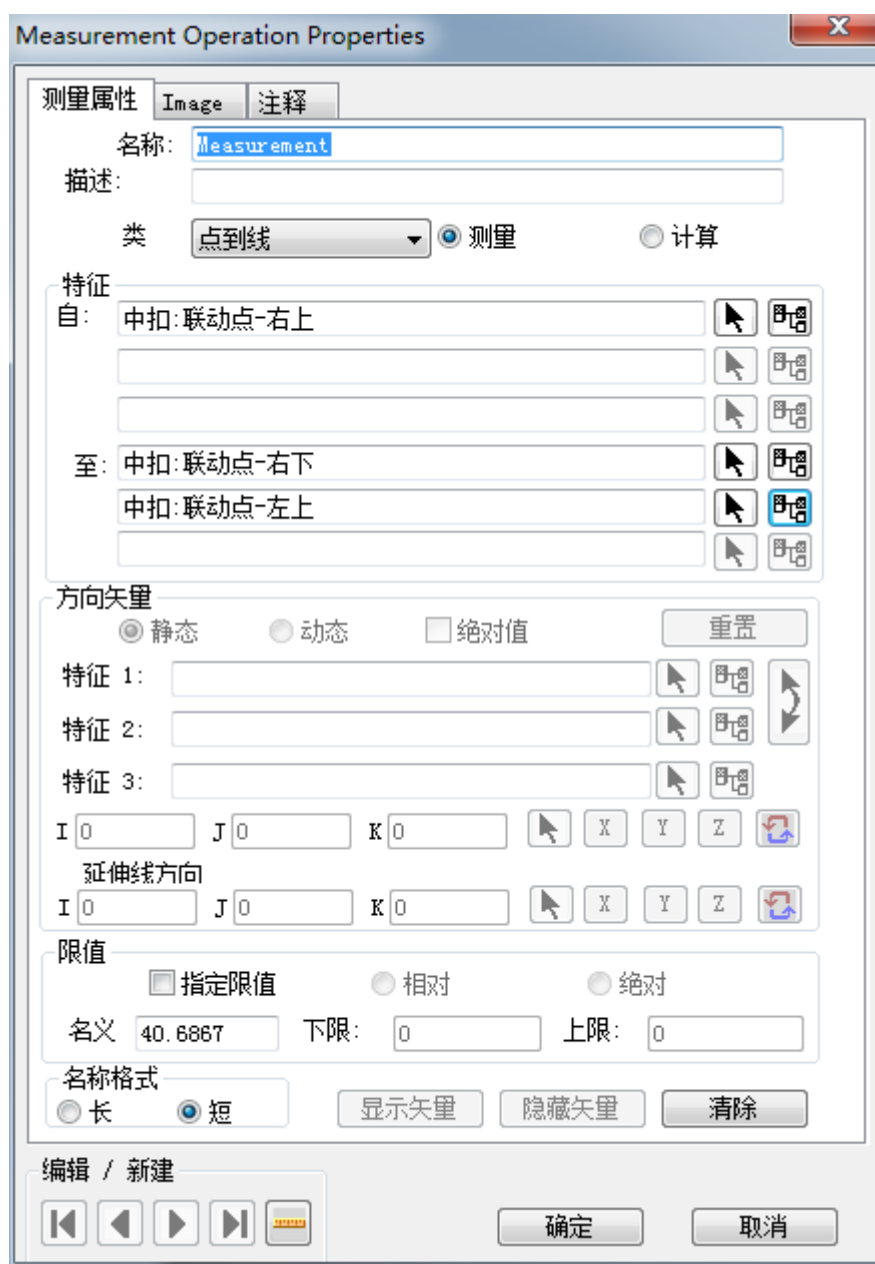 Measurement Operation Properties
x
测量属性 Image 注释
名称: Measurement
描述:
类 点到线 测量 计算
特征
自: 中扣:联动点-右上
至: 中扣:联动点-右下
中扣:联动点-左上
方向矢量
静态 动态 绝对值 重置
特征 1:
特征 2:
特征 3:
I 0 J 0 K 0 X Y Z
延伸线方向
I 0 J 0 K 0 X Y Z
限值
指定限值 相对 绝对
名义 40.6867 下限: 0 上限: 0
名称格式
长 短 显示矢量 隐藏矢量 清除
编辑 / 新建
确定 取消